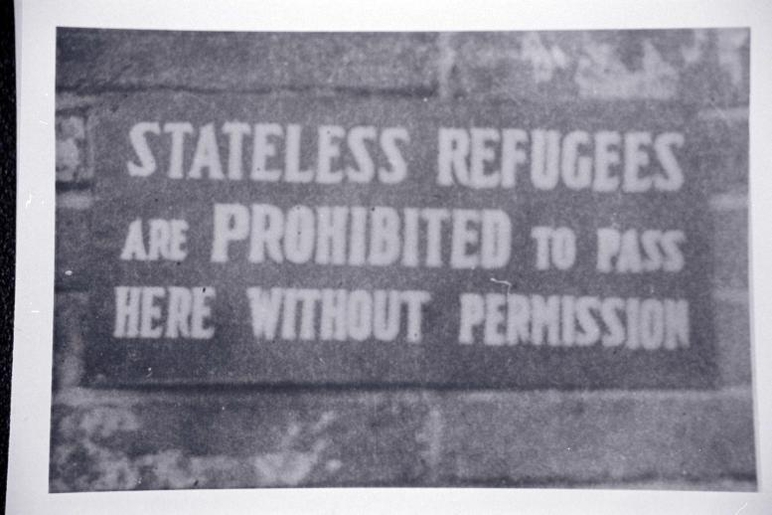 STATELESS REFUGEES
ARE PROHIBITED TO PASS
HERE WITHOUT PERMISSION